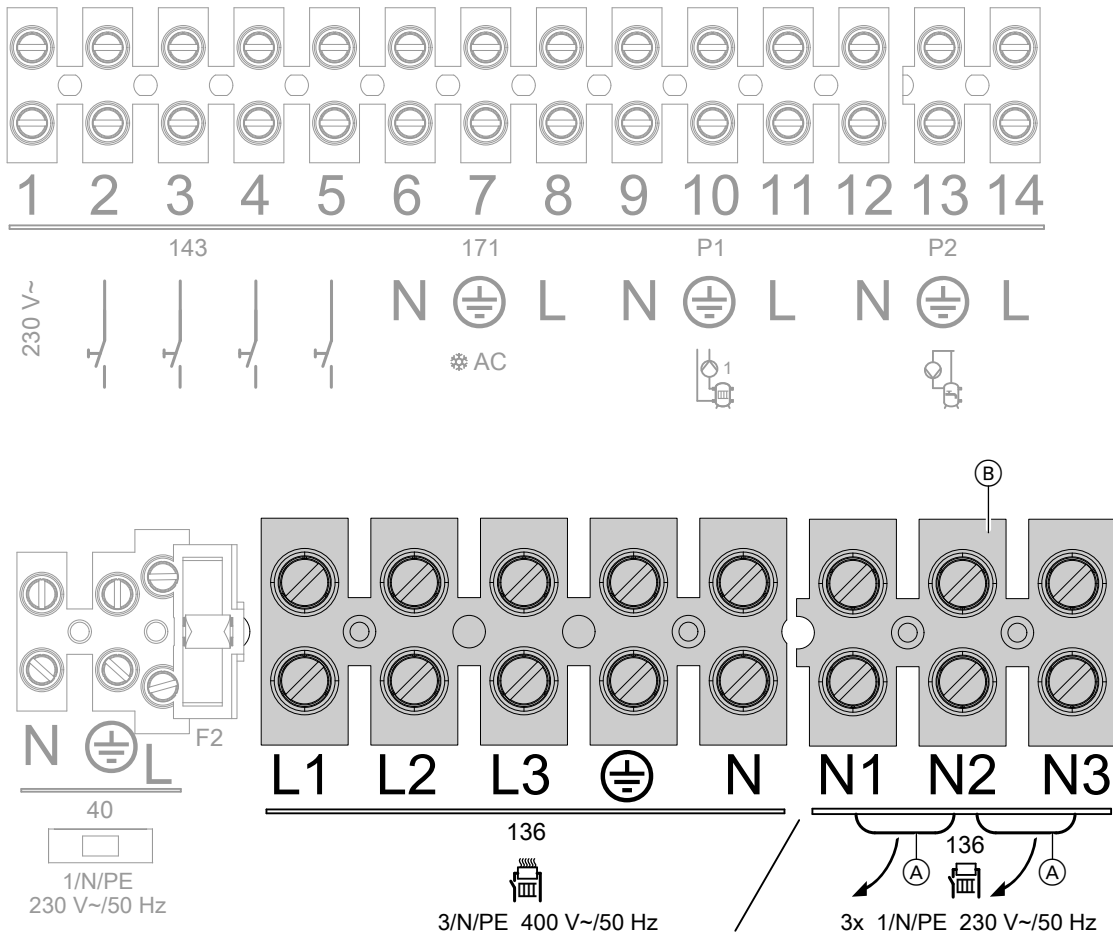 1 2 3 4 5 6 7 8 9 10 11 12 13 14
143 171 P1 P2
230 V~
N L N L N L
AC
1
B
N L F2
40
1/N/PE
230 V~/50 Hz
L1 L2 L3 N N1 N2 N3
136
3/N/PE 400 V~/50 Hz
A 136 A
3x 1/N/PE 230 V~/50 Hz